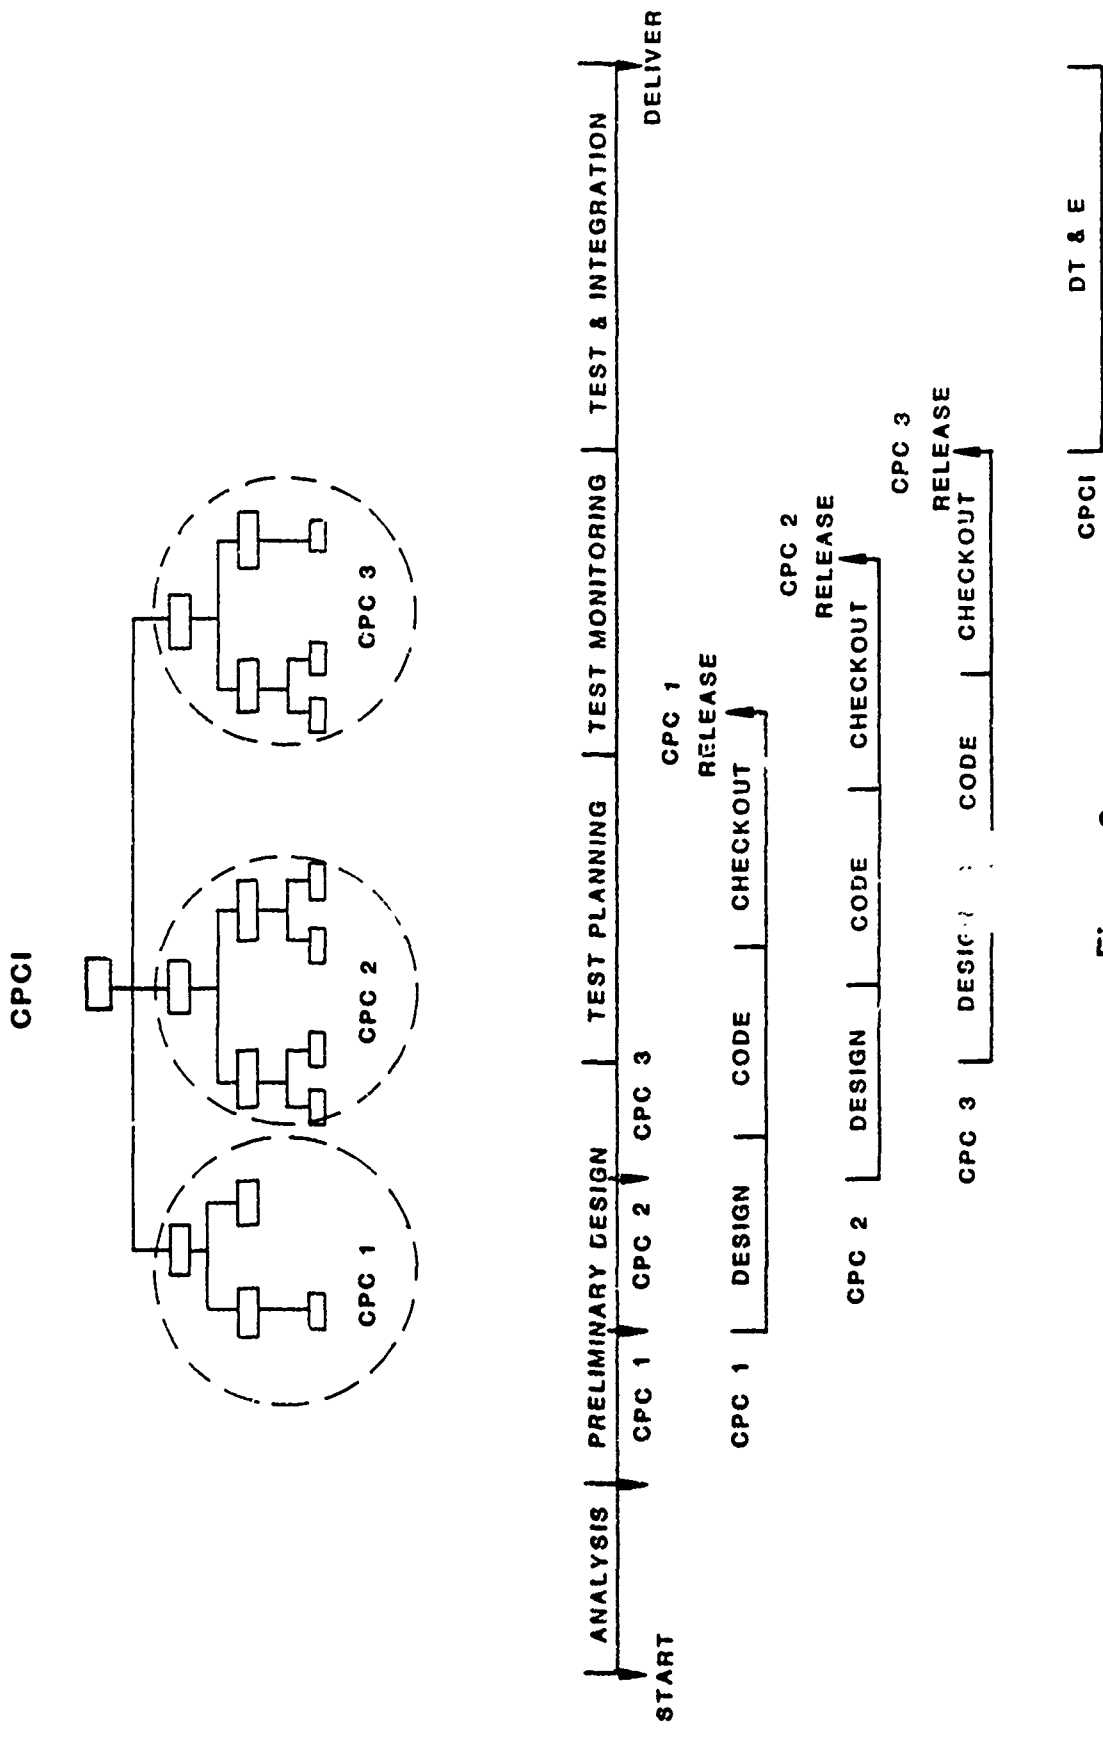 CPCI
CPC 1
CPC 2
CPC 3
ANALYSIS
PRELIMINARY DESIGN
TEST PLANNING
TEST MONITORING
TEST & INTEGRATION
START
CPC 1
CPC 2
CPC 3
DELIVER
CPC 1
DESIGN
CODE
CHECKOUT
CPC 1
RELEASE
CPC 2
DESIGN
CODE
CHECKOUT
CPC 2
RELEASE
CPC 3
DESIGN
CODE
CHECKOUT
CPC 3
RELEASE
CPCI
DT & E